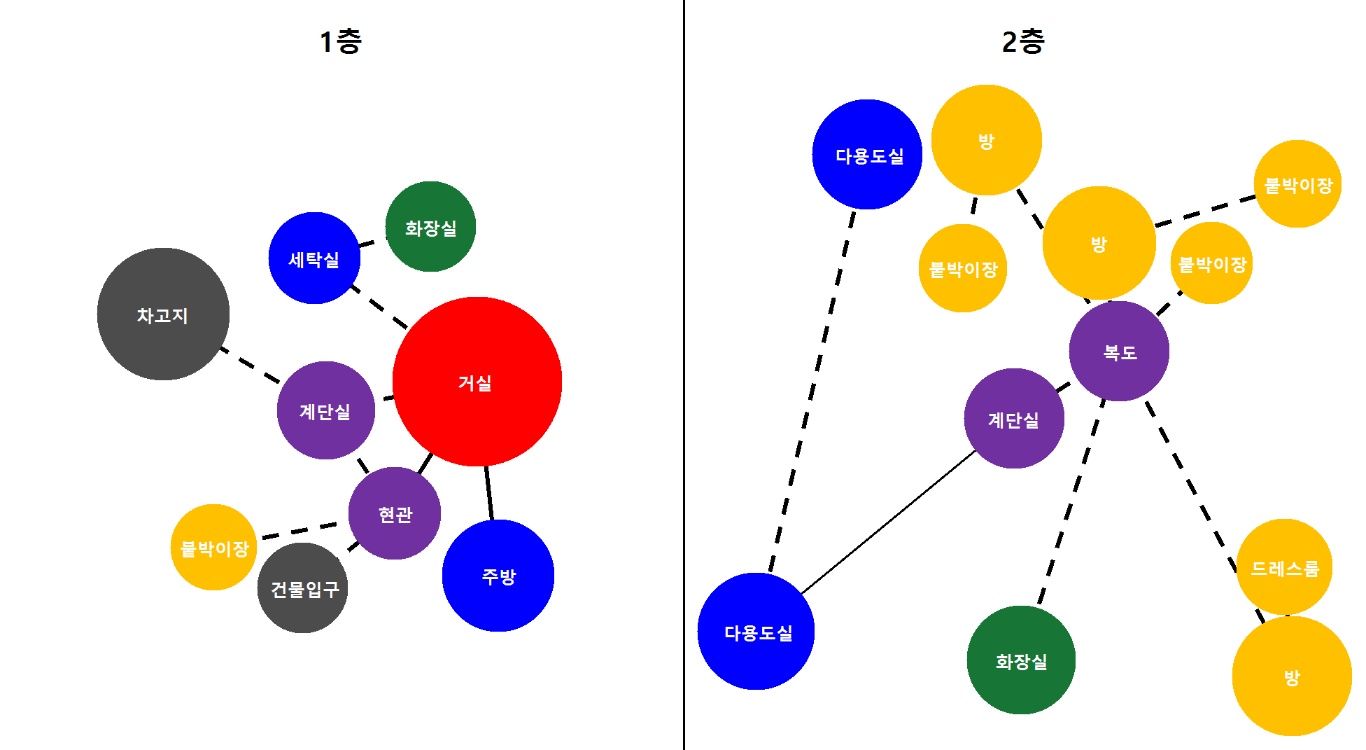 1층
화장실
세탁실
차고지
거실
계단실
현관
붙박이장
건물입구
주방
2층
방
다용도실
붙박이장
방
붙박이장
붙박이장
복도
계단실
드레스룸
다용도실
화장실
방